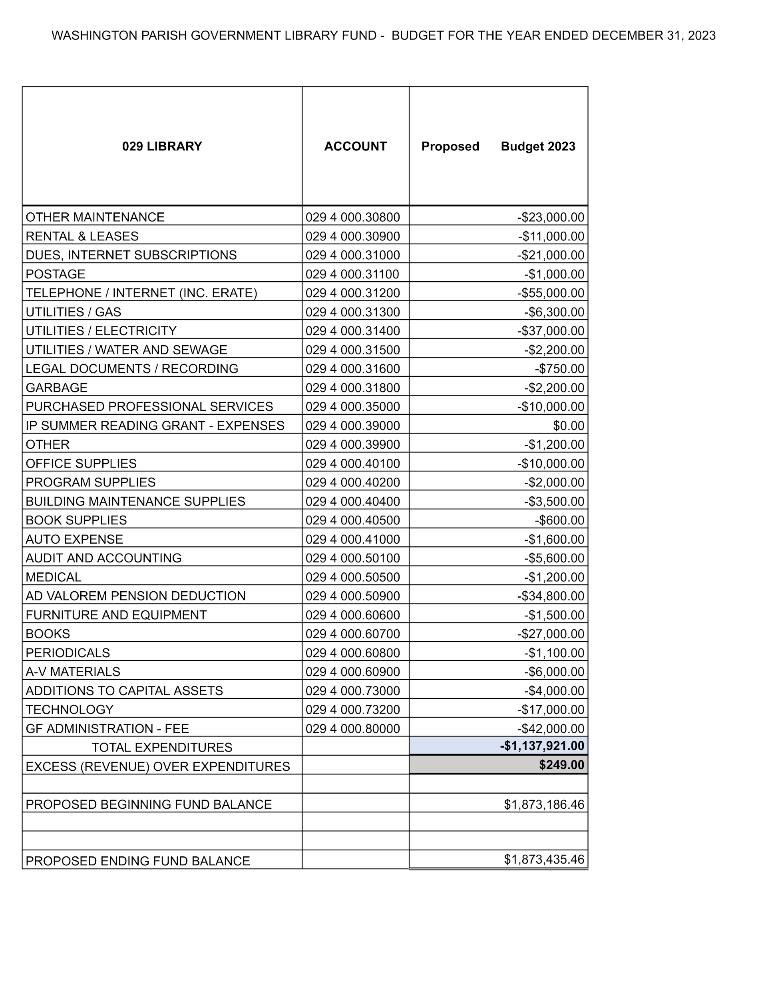 WASHINGTON PARISH GOVERNMENT LIBRARY FUND - BUDGET FOR THE YEAR ENDED DECEMBER 31, 2023
029 LIBRARY ACCOUNT Proposed Budget 2023
OTHER MAINTENANCE 029 4 000.30800 -$23,000.00
RENTAL & LEASES 029 4 000.30900 -$11,000.00
DUES, INTERNET SUBSCRIPTIONS 029 4 000.31000 -$21,000.00
POSTAGE 029 4 000.31100 -$1,000.00
TELEPHONE / INTERNET (INC. ERATE) 029 4 000.31200 -$55,000.00
UTILITIES / GAS 029 4 000.31300 -$6,300.00
UTILITIES / ELECTRICITY 029 4 000.31400 -$37,000.00
UTILITIES / WATER AND SEWAGE 029 4 000.31500 -$2,200.00
LEGAL DOCUMENTS / RECORDING 029 4 000.31600 -$750.00
GARBAGE 029 4 000.31800 -$2,200.00
PURCHASED PROFESSIONAL SERVICES 029 4 000.35000 -$10,000.00
IP SUMMER READING GRANT - EXPENSES 029 4 000.39000 $0.00
OTHER 029 4 000.39900 -$1,200.00
OFFICE SUPPLIES 029 4 000.40100 -$10,000.00
PROGRAM SUPPLIES 029 4 000.40200 -$2,000.00
BUILDING MAINTENANCE SUPPLIES 029 4 000.40400 -$3,500.00
BOOK SUPPLIES 029 4 000.40500 -$600.00
AUTO EXPENSE 029 4 000.41000 -$1,600.00
AUDIT AND ACCOUNTING 029 4 000.50100 -$5,600.00
MEDICAL 029 4 000.50500 -$1,200.00
AD VALOREM PENSION DEDUCTION 029 4 000.50900 -$34,800.00
FURNITURE AND EQUIPMENT 029 4 000.60600 -$1,500.00
BOOKS 029 4 000.60700 -$27,000.00
PERIODICALS 029 4 000.60800 -$1,100.00
A-V MATERIALS 029 4 000.60900 -$6,000.00
ADDITIONS TO CAPITAL ASSETS 029 4 000.73000 -$4,000.00
TECHNOLOGY 029 4 000.73200 -$17,000.00
GF ADMINISTRATION - FEE 029 4 000.80000 -$42,000.00
TOTAL EXPENDITURES -$1,137,921.00
EXCESS (REVENUE) OVER EXPENDITURES $249.00
PROPOSED BEGINNING FUND BALANCE $1,873,186.46
PROPOSED ENDING FUND BALANCE $1,873,435.46